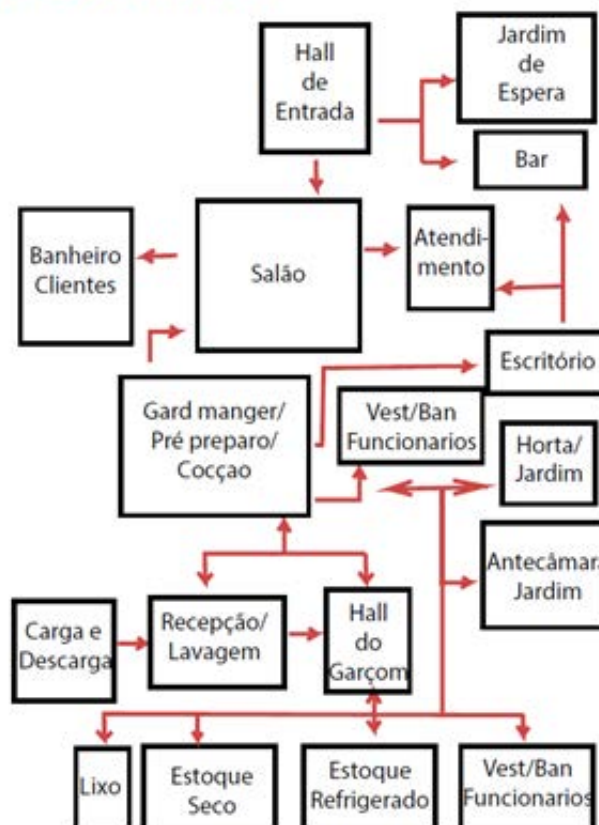 Hall
de
Entrada
Jardim
de
Espera
Bar
Banheiro
Clientes
Salão
Atendi-
mento
Escritório
Gard manger/
Pré preparo/
Cocçao
Vest/Ban
Funcionarios
Horta/
Jardim
Antecâmara
Jardim
Carga e
Descarga
Recepção/
Lavagem
Hall
do
Garçom
Lixo
Estoque
Seco
Estoque
Refrigerado
Vest/Ban
Funcionarios